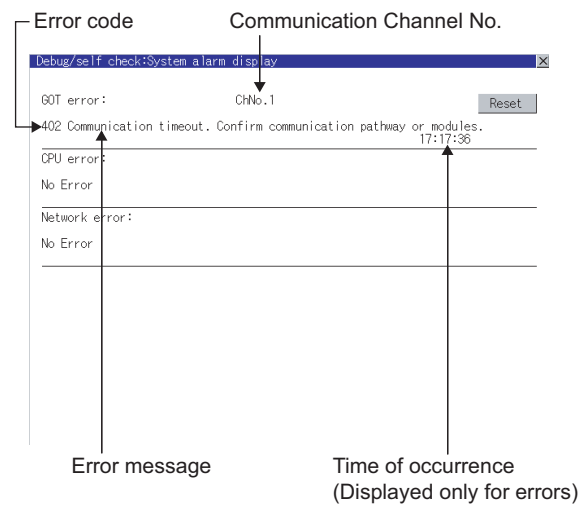 Error code
Communication Channel No.
Debug/self check:System alarm display
GOT error:
ChNo.1
Reset
402 Communication timeout. Confirm communication pathway or modules.
17:17:36
CPU error:
No Error
Network error:
No Error
Error message
Time of occurrence
(Displayed only for errors)